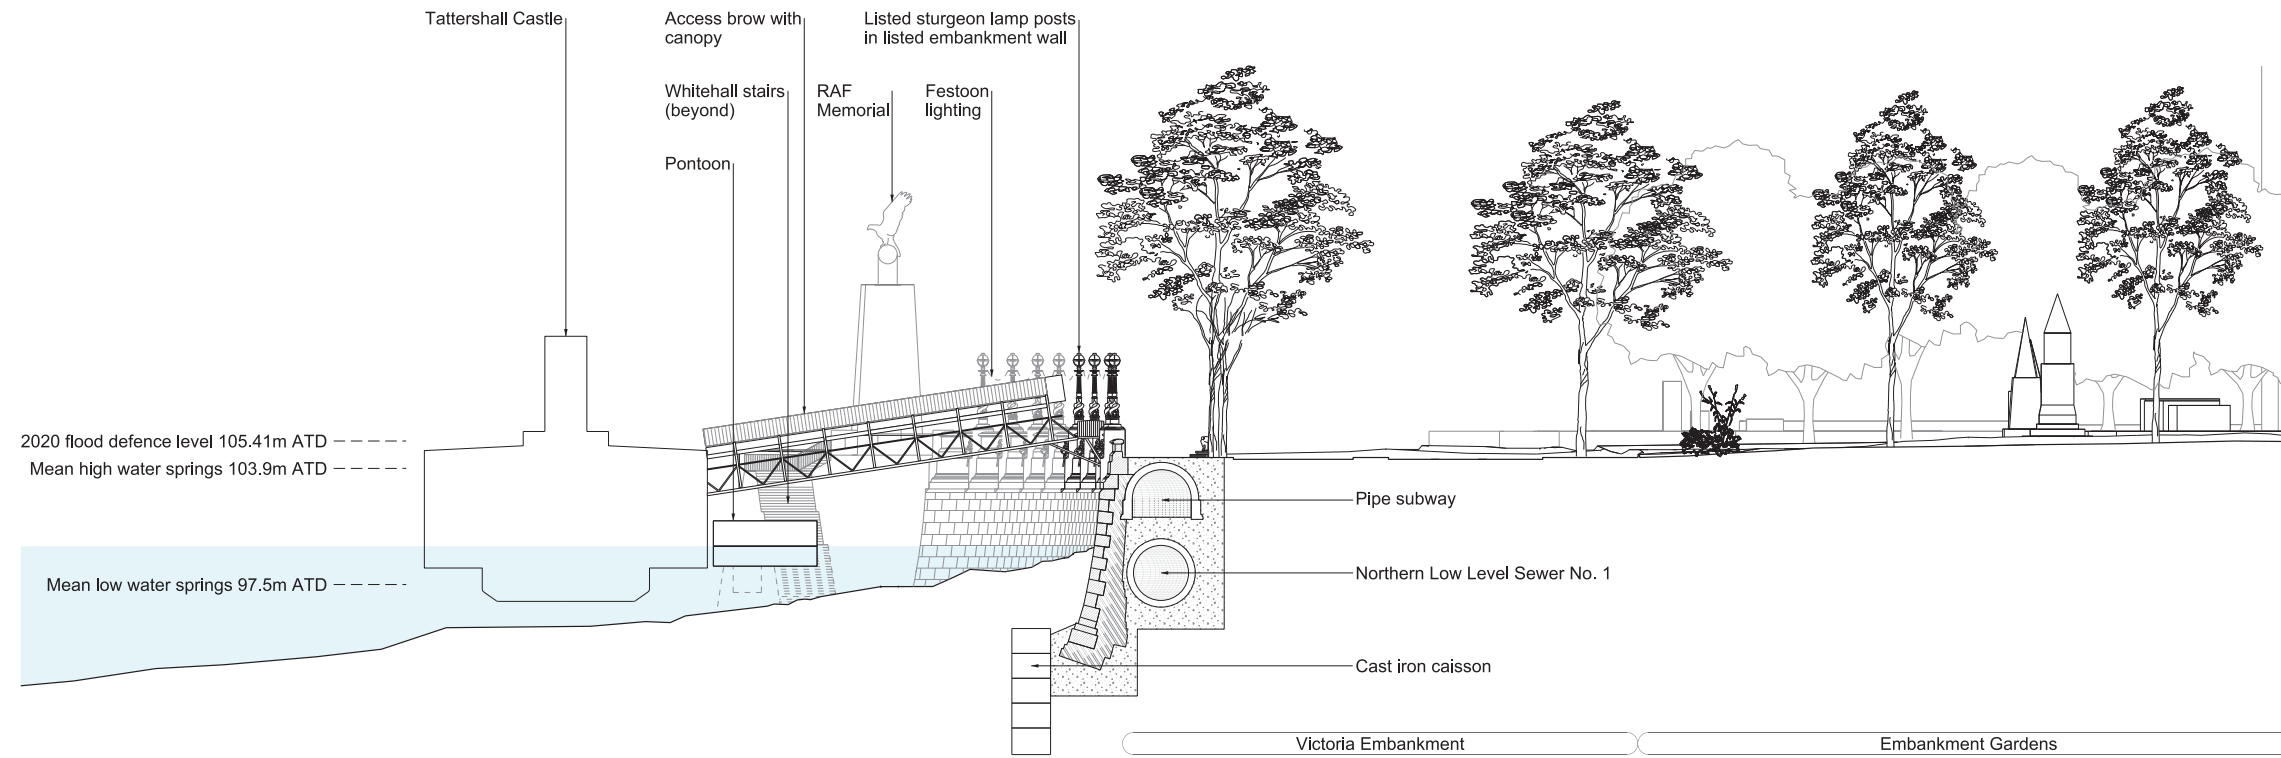 Tattershall Castle
Access brow with
canopy
Listed sturgeon lamp posts
in listed embankment wall
Whitehall stairs
(beyond)
RAF
Memorial
Festoon
lighting
Pontoon
2020 flood defence level 105.41m ATD
Mean high water springs 103.9m ATD
Mean low water springs 97.5m ATD
Pipe subway
Northern Low Level Sewer No. 1
Cast iron caisson
Victoria Embankment
Embankment Gardens